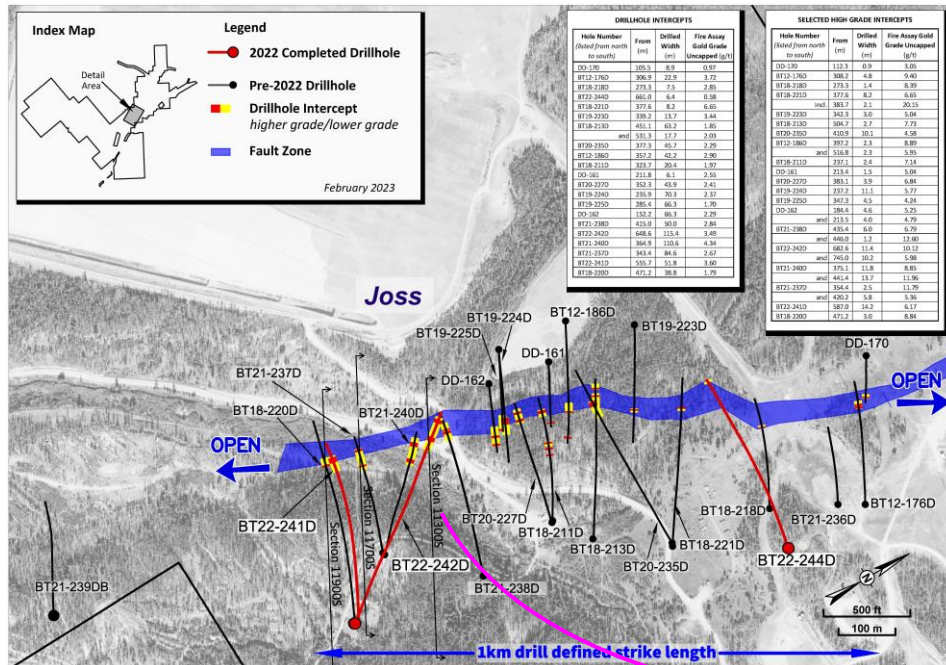 Index Map
Detail
Area
Legend
2022 Completed Drillhole
Pre-2022 Drillhole
Drillhole Intercept
higher grade/lower grade
Fault Zone
February 2023
DRILLHOLE INTERCEPTS
Hole Number (listed from north to south) From (m) Drilled Width (m) Fire Assay Gold Grade Uncapped (g/t)
DD-170 105.5 8.9 0.97
BT12-176D 306.9 22.9 3.72
BT18-218D 273.3 7.5 2.85
BT22-244D 661.0 6.4 0.58
BT18-221D 377.6 8.2 6.65
BT19-223D 339.2 13.7 3.44
BT18-213D 451.1 63.2 1.85
and 531.3 17.7 2.03
BT20-235D 377.3 45.7 2.29
BT12-186D 357.2 42.2 2.90
BT18-211D 323.7 20.4 1.97
DD-161 211.8 6.1 2.55
BT20-227D 352.3 43.9 2.41
BT19-224D 235.9 70.3 2.37
BT19-225D 285.4 66.3 1.70
DD-162 152.2 66.3 2.29
BT21-238D 415.0 50.0 2.84
BT22-242D 648.6 115.4 3.49
BT21-240D 364.9 110.6 4.34
BT21-237D 343.4 84.6 2.67
BT22-241D 555.7 51.8 3.60
BT18-220D 471.2 38.8 1.79
SELECTED HIGH GRADE INTERCEPTS
Hole Number (listed from north to south) From (m) Drilled Width (m) Fire Assay Gold Grade Uncapped (g/t)
DD-170 112.3 0.9 3.05
BT12-176D 308.2 4.8 9.40
BT18-218D 273.3 1.4 8.39
BT18-221D 377.6 8.2 6.65
incl. 383.7 2.1 20.15
BT19-223D 342.3 3.0 5.04
BT18-213D 504.7 2.7 7.73
BT20-235D 410.9 10.1 4.58
BT12-186D 397.2 2.3 8.89
and 516.8 2.3 5.95
BT18-211D 237.1 2.4 7.14
DD-161 213.4 1.5 5.04
BT20-227D 383.1 3.9 6.84
BT19-224D 237.2 11.1 5.77
BT19-225D 347.3 4.5 4.24
DD-162 184.4 4.6 5.25
and 213.5 4.0 4.79
BT21-238D 435.4 6.0 6.79
and 446.0 1.2 12.60
BT22-242D 682.6 11.4 10.12
and 745.0 10.2 5.98
BT21-240D 375.1 11.8 8.85
and 441.4 13.7 11.96
BT21-237D 354.4 2.5 11.79
and 420.2 5.8 5.36
BT22-241D 587.0 14.2 6.17
BT18-220D 471.2 3.0 8.84
Joss
BT19-224D
BT19-225D
BT12-186D
BT19-223D
DD-161
DD-170
DD-162
BT21-237D
BT18-220D
BT21-240D
OPEN
OPEN
BT22-241D
Section 11900S
Section 11700S
Section 11300S
BT20-227D
BT18-211D
BT18-213D
BT20-235D
BT18-221D
BT18-218D
BT21-236D
BT12-176D
BT22-242D
BT21-238D
BT22-244D
BT21-239DB
N
500 ft
100 m
1km drill defined strike length